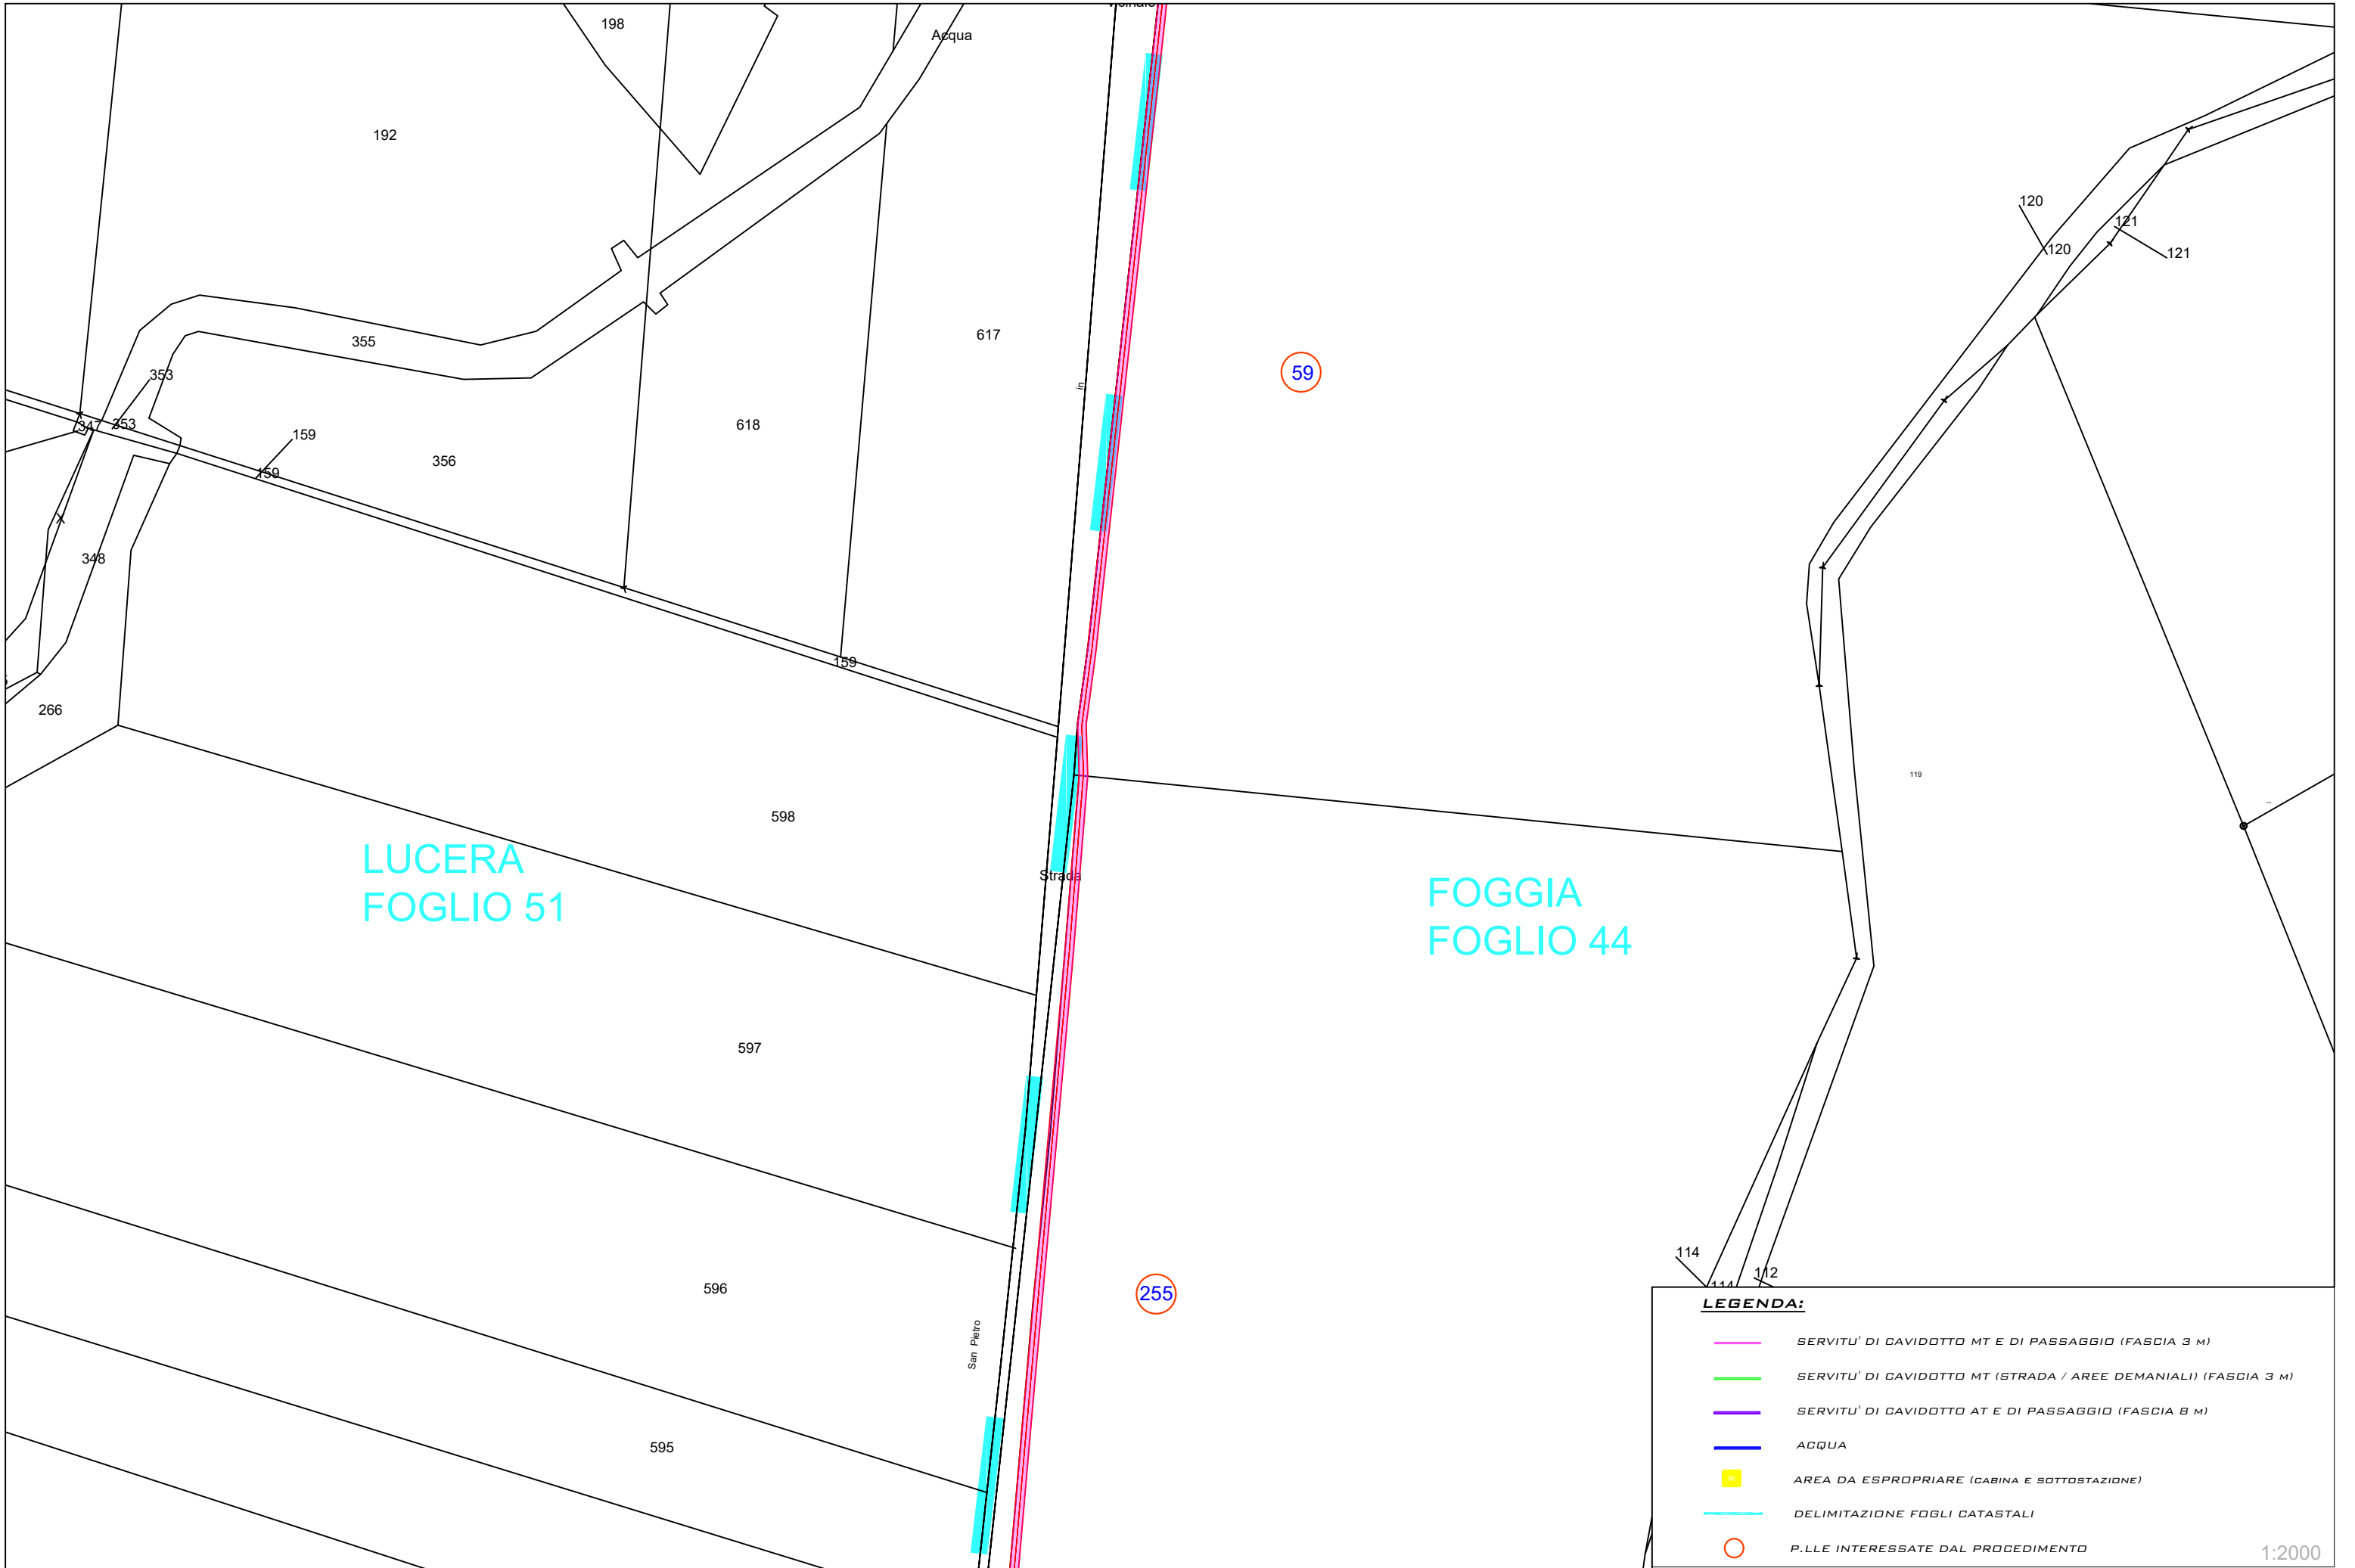 198
Acqua
192
120
121
120
121
617
in
355
59
353
347
353
618
159
356
159
348
159
266
119
598
LUCERA
FOGLIO 51
Strada
FOGGIA
FOGLIO 44
597
114
112
114
596
255
San Pietro
595
LEGENDA:
SERVITU' DI CAVIDOTTO MT E DI PASSAGGIO (FASCIA 3 M)
SERVITU' DI CAVIDOTTO MT (STRADA / AREE DEMANIALI) (FASCIA 3 M)
SERVITU' DI CAVIDOTTO AT E DI PASSAGGIO (FASCIA 8 M)
ACQUA
AREA DA ESPROPRIARE (CABINA E SOTTOSTAZIONE)
DELIMITAZIONE FOGLI CATASTALI
P.LLE INTERESSATE DAL PROCEDIMENTO
1:2000